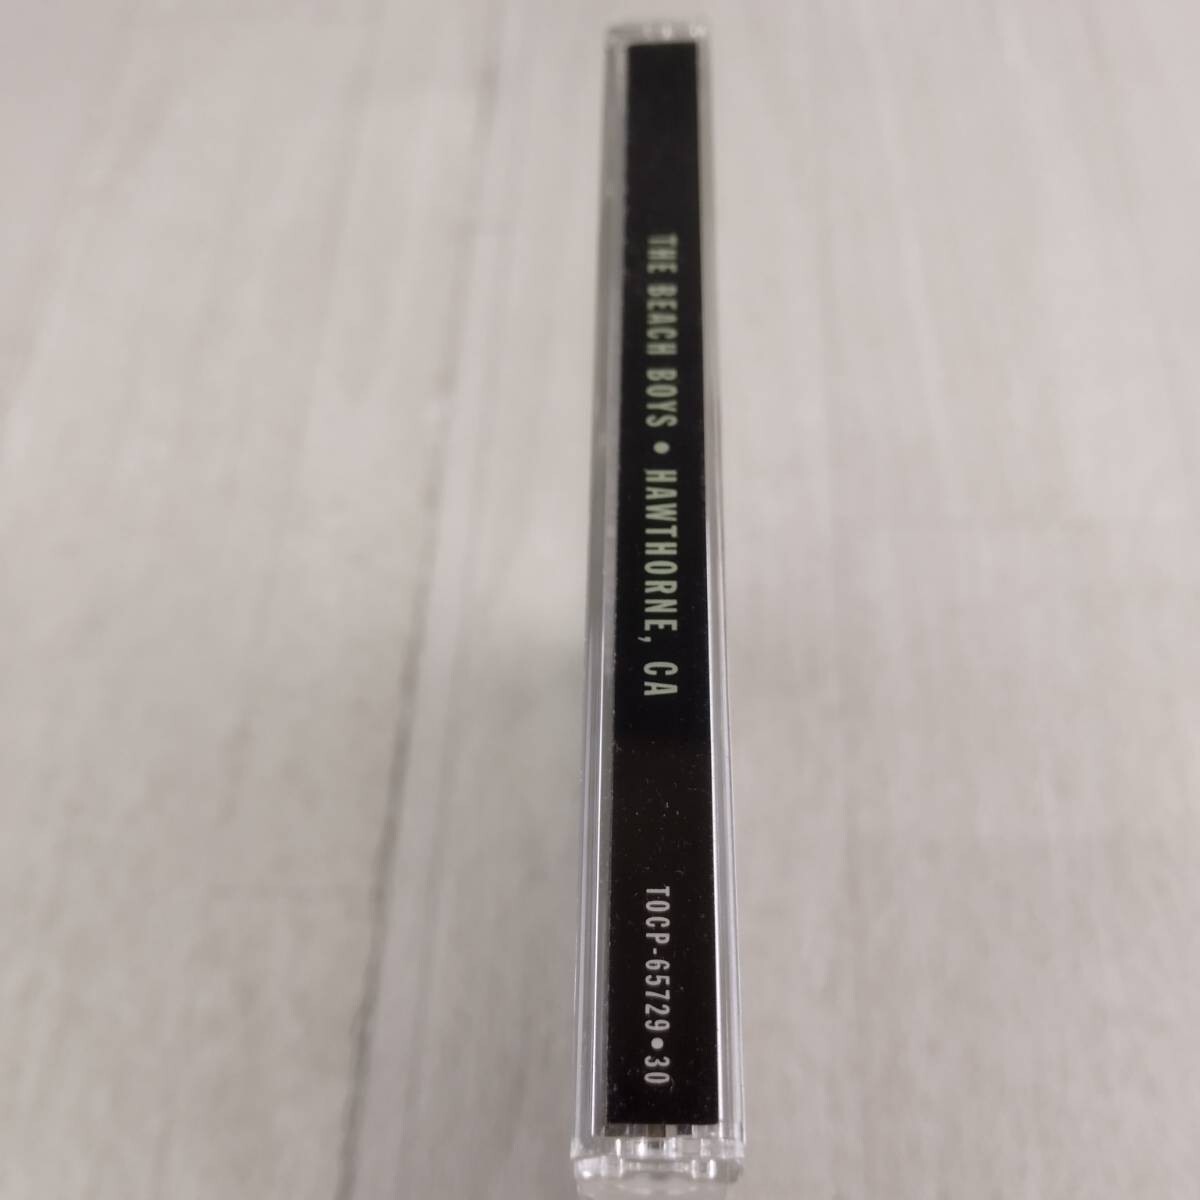 THE BEACH BOYS • HAWTHORNE, CA
TOCP-65729•30